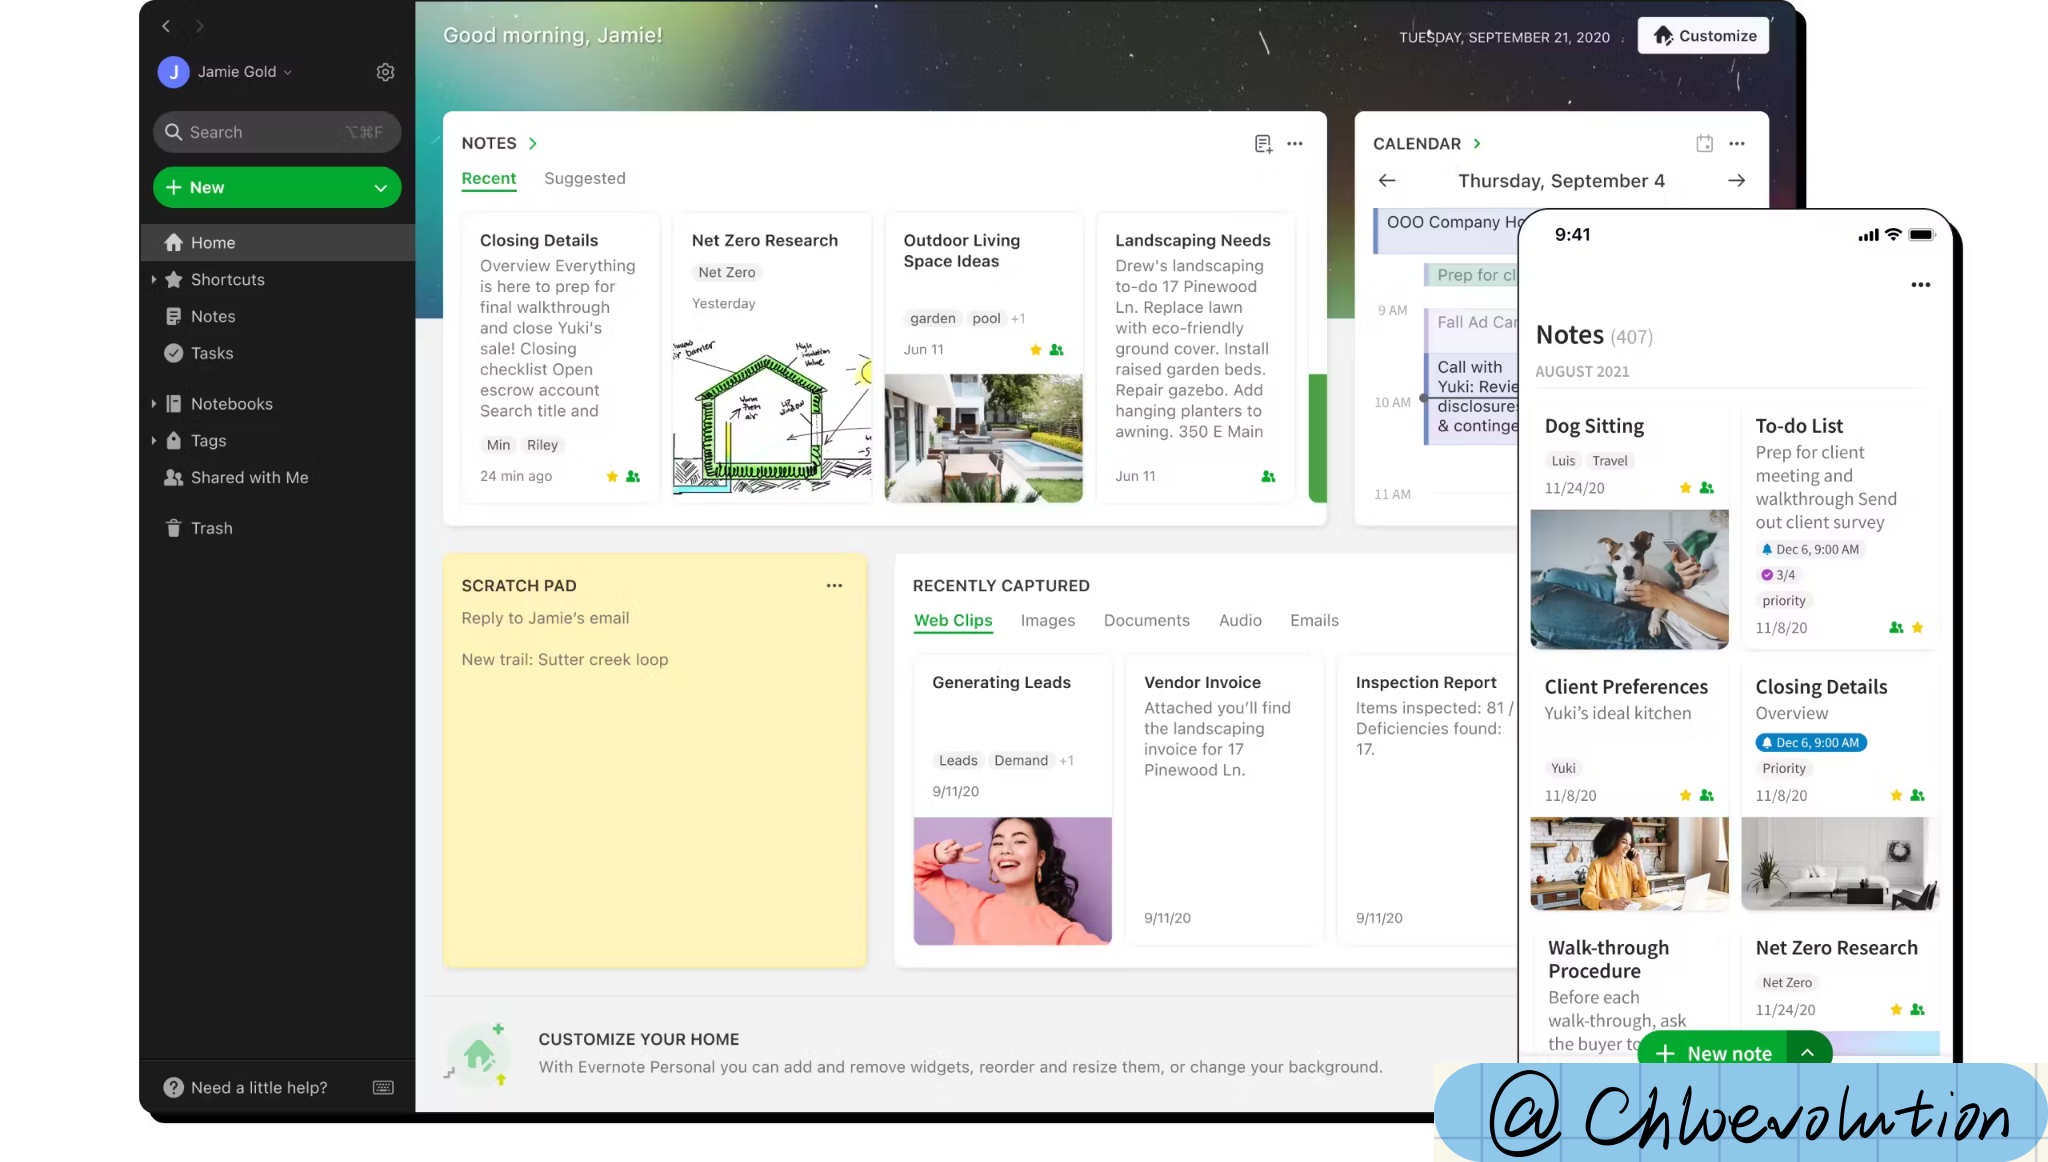 Jamie Gold
Search ⌥⌘F
New
Home
Shortcuts
Notes
Tasks
Notebooks
Tags
Shared with Me
Trash
Need a little help?
Good morning, Jamie!
TUESDAY, SEPTEMBER 21, 2020
Customize
NOTES
Recent Suggested
Closing Details
Overview Everything
is here to prep for
final walkthrough
and close Yuki's
sale! Closing
checklist Open
escrow account
Search title and
Min Riley
24 min ago
Net Zero Research
Net Zero
Yesterday
air barrier
High
insulation
value
Warm
air
window
Outdoor Living
Space Ideas
garden pool +1
Jun 11
Landscaping Needs
Drew's landscaping
to-do 17 Pinewood
Ln. Replace lawn
with eco-friendly
ground cover. Install
raised garden beds.
Repair gazebo. Add
hanging planters to
awning. 350 E Main
Jun 11
CALENDAR
Thursday, September 4
OOO Company Ho
Prep for cl
9 AM
Fall Ad Car
Call with
Yuki: Revie
10 AM
disclosures
& continge
11 AM
SCRATCH PAD
Reply to Jamie's email
New trail: Sutter creek loop
RECENTLY CAPTURED
Web Clips Images Documents Audio Emails
Generating Leads
Leads Demand +1
9/11/20
Vendor Invoice
Attached you'll find
the landscaping
invoice for 17
Pinewood Ln.
9/11/20
Inspection Report
Items inspected: 81 /
Deficiencies found:
17.
9/11/20
CUSTOMIZE YOUR HOME
With Evernote Personal you can add and remove widgets, reorder and resize them, or change your background.
9:41
Notes (407)
AUGUST 2021
Dog Sitting
Luis Travel
11/24/20
To-do List
Prep for client
meeting and
walkthrough Send
out client survey
Dec 6, 9:00 AM
3/4
priority
11/8/20
Client Preferences
Yuki's ideal kitchen
Yuki
11/8/20
Closing Details
Overview
Dec 6, 9:00 AM
Priority
11/8/20
Walk-through
Procedure
Before each
walk-through, ask
the buyer to
Net Zero Research
Net Zero
11/24/20
New note
@Chloevolution